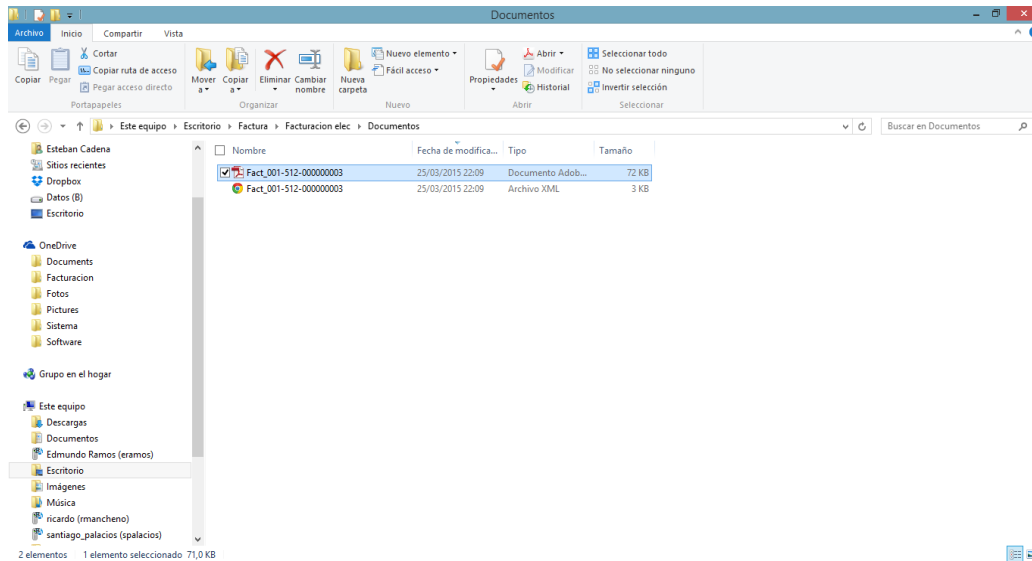 Documentos
Archivo Inicio Compartir Vista
Copiar
Pegar
Cortar
Copiar ruta de acceso
Pegar acceso directo
Portapapeles
Mover a
Copiar a
Eliminar
Cambiar nombre
Organizar
Nueva carpeta
Nuevo elemento
Fácil acceso
Nuevo
Propiedades
Abrir
Modificar
Historial
Abrir
Seleccionar todo
No seleccionar ninguno
Invertir selección
Seleccionar
Este equipo Escritorio Factura Facturacion elec Documentos
Buscar en Documentos
Esteban Cadena
Sitios recientes
Dropbox
Datos (B)
Escritorio
OneDrive
Documents
Facturacion
Fotos
Pictures
Sistema
Software
Grupo en el hogar
Este equipo
Descargas
Documentos
Edmundo Ramos (eramos)
Escritorio
Imágenes
Música
ricardo (rmancheno)
santiago_palacios (spalacios)
Nombre Fecha de modifica... Tipo Tamaño
Fact_001-512-000000003 25/03/2015 22:09 Documento Adob... 72 KB
Fact_001-512-000000003 25/03/2015 22:09 Archivo XML 3 KB
2 elementos 1 elemento seleccionado 71,0 KB